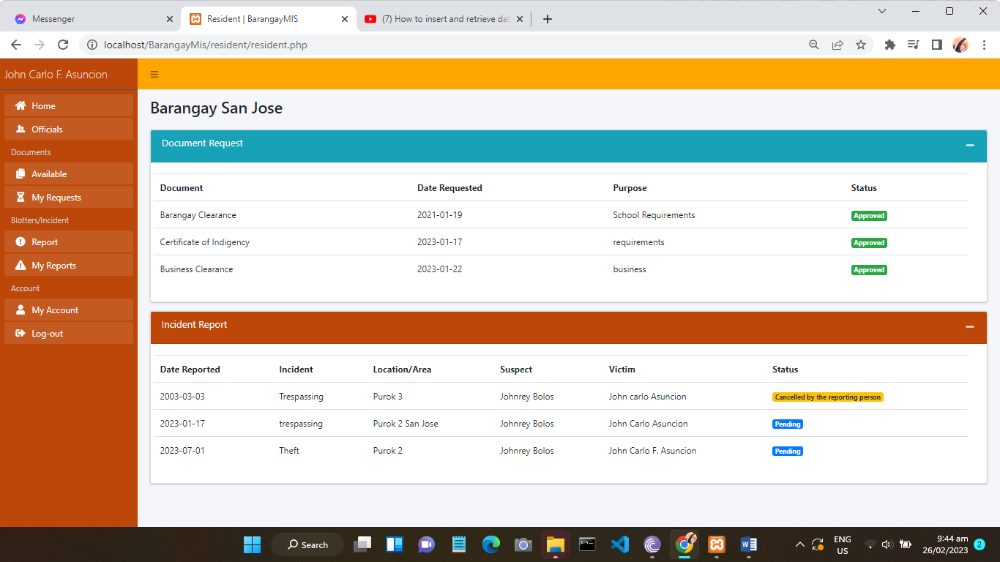 Messenger
Resident | BarangayMIS
(7) How to insert and retrieve dat
localhost/BarangayMis/resident/resident.php
John Carlo F. Asuncion
Home
Officials
Documents
Available
My Requests
Blotters/Incident
Report
My Reports
Account
My Account
Log-out
Barangay San Jose
Document Request
Document Date Requested Purpose Status
Barangay Clearance 2021-01-19 School Requirements Approved
Certificate of Indigency 2023-01-17 requirements Approved
Business Clearance 2023-01-22 business Approved
Incident Report
Date Reported Incident Location/Area Suspect Victim Status
2003-03-03 Trespassing Purok 3 Johnrey Bolos John carlo Asuncion Cancelled by the reporting person
2023-01-17 trespassing Purok 2 San Jose Johnrey Bolos John Carlo Asuncion Pending
2023-07-01 Theft Purok 2 Johnrey Bolos John Carlo F. Asuncion Pending
Search
ENG
US
9:44 am
26/02/2023
2